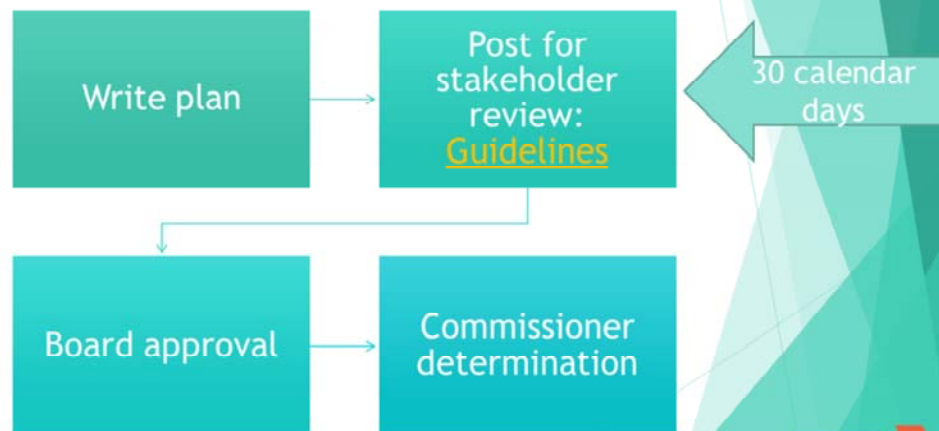 Write plan
Post for
stakeholder
review:
Guidelines
30 calendar
days
Board approval
Commissioner
determination